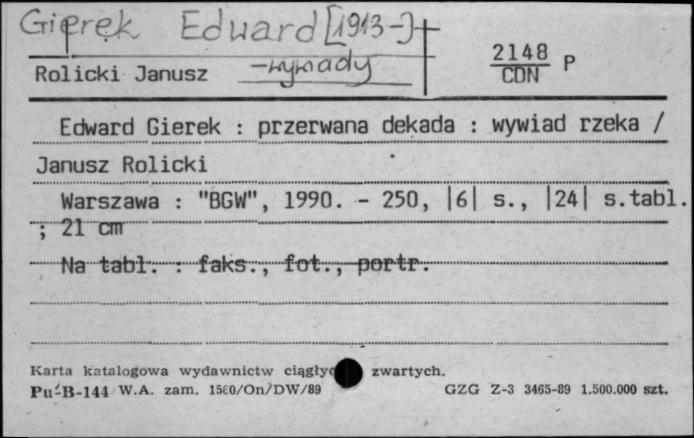 Gierek Eduard [1913-]
Rolicki Janusz -wywiady
2148 P
CDN
Edward Gierek : przerwana dekada : wywiad rzeka /
Janusz Rolicki
Warszawa : "BGW", 1990. - 250, |6| s., |24| s.tabl.
; 21 cm
Na tabl. : faks., fot., portr.
Karta katalogowa wydawnictw zwartych.
Pu-B-144 W.A. zam. 1560/On/DW/89 GZG Z-3 3465-89 1.500.000 szt.